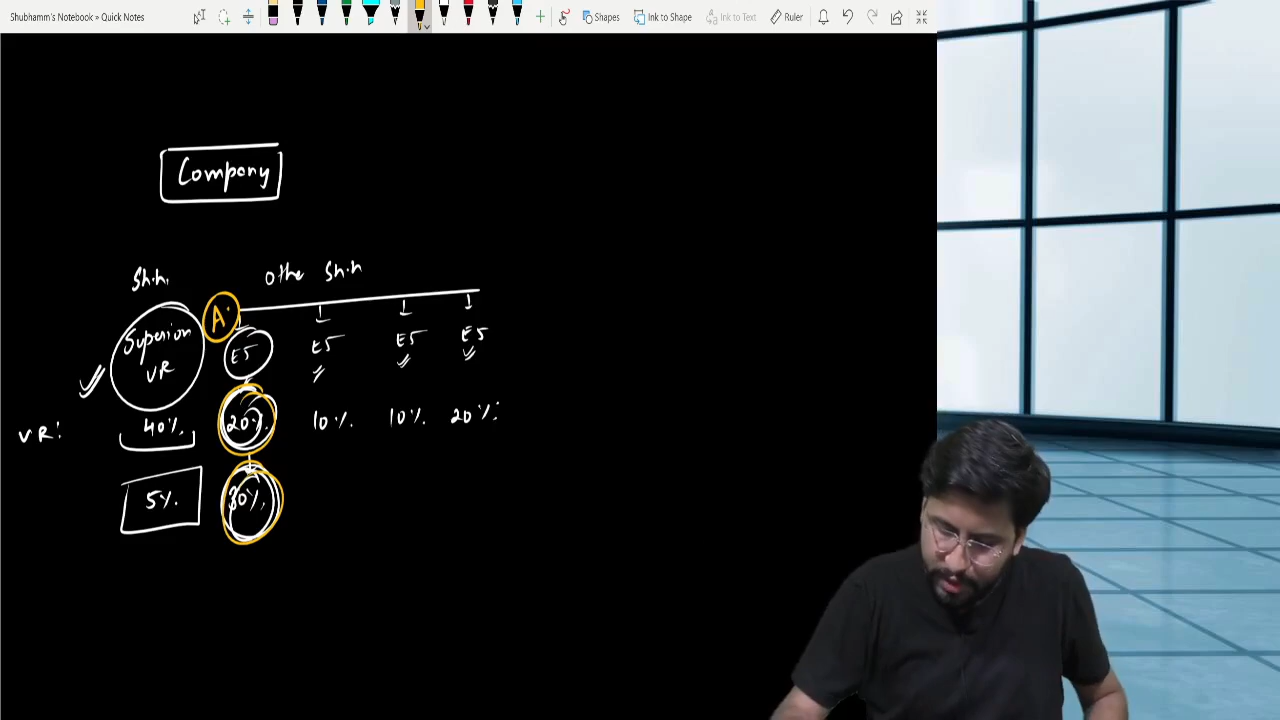 Shubhamm's Notebook » Quick Notes
Shapes Ink to Shape Ink to Text Ruler
Company
Sh.h. Othe Sh.h
A.
Superior
VR
ES ES ES ES
VR: 40%. 20%. 10%. 10%. 20%.
5%. 30%.